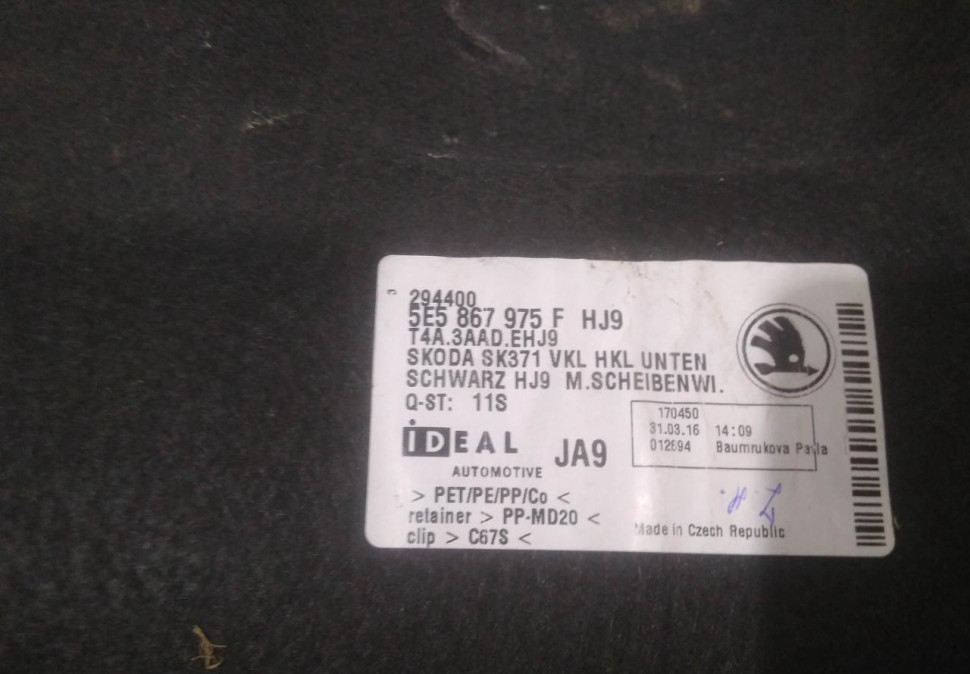 294400
5E5 867 975 F HJ9
T4A.3AAD.EHJ9
SKODA SK371 VKL HKL UNTEN
SCHWARZ HJ9 M.SCHEIBENWI.
Q-ST: 11S
170450
31.03.16 14:09
012694 Baumrukova Pavla
iDEAL
AUTOMOTIVE
JA9
> PET/PE/PP/Co <
retainer > PP-MD20 <
clip > C67S <
Made in Czech Republic